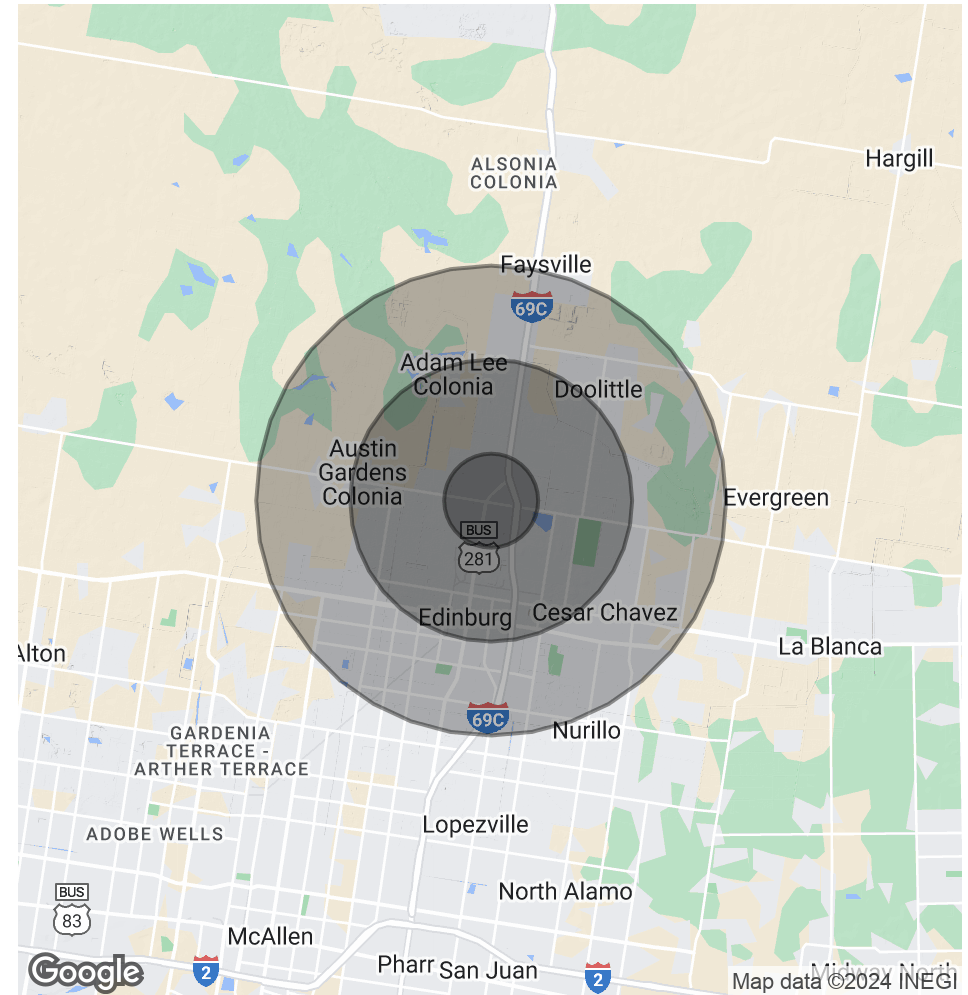 ALSONIA
COLONIA
Hargill
Faysville
69C
Adam Lee
Colonia
Doolittle
Austin
Gardens
Colonia
Evergreen
BUS
281
Edinburg
Cesar Chavez
La Blanca
Alton
69C
Nurillo
GARDENIA
TERRACE -
ARTHER TERRACE
Lopezville
ADOBE WELLS
BUS
83
North Alamo
McAllen
Pharr
San Juan
2
2
Midway North
Google
Map data ©2024 INEGI